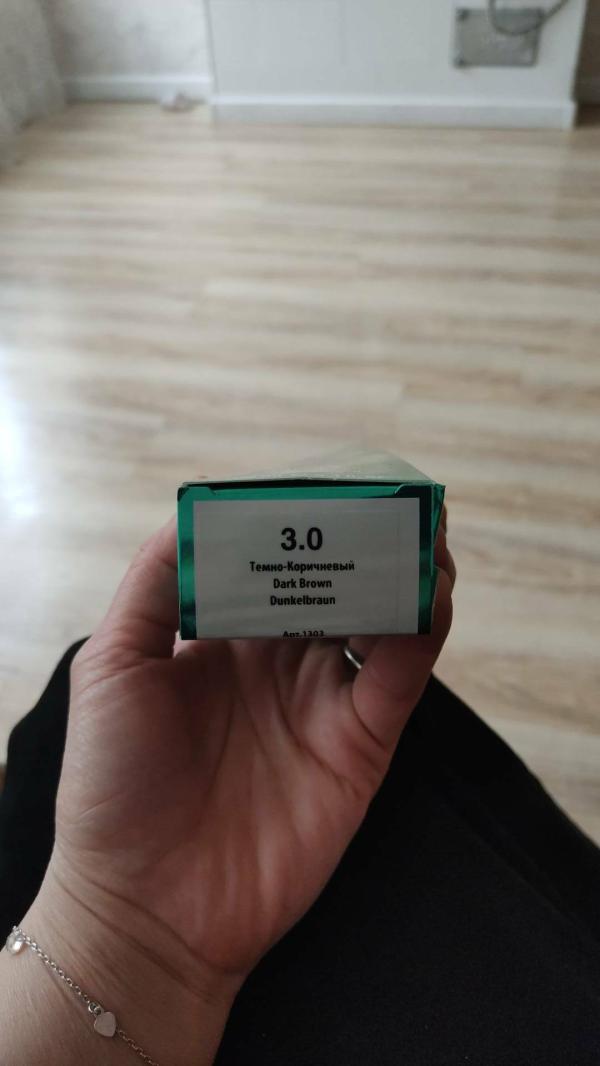 3.0
Темно-Коричневый
Dark Brown
Dunkelbraun
Арт.1303